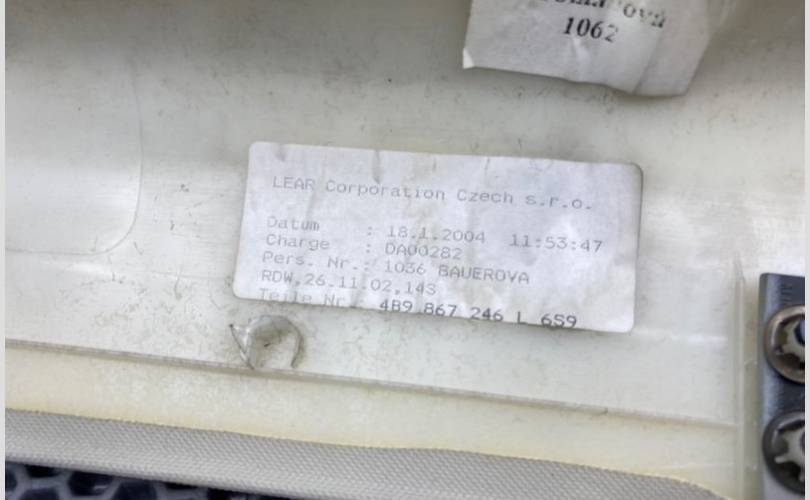 1062
LEAR Corporation Czech s.r.o.
Datum : 18.1.2004 11:53:47
Charge : DA00282
Pers. Nr.: 1036 BAUEROVA
RDW,26.11.02,143
Teile Nr.: 4B9 867 246 L 6S9